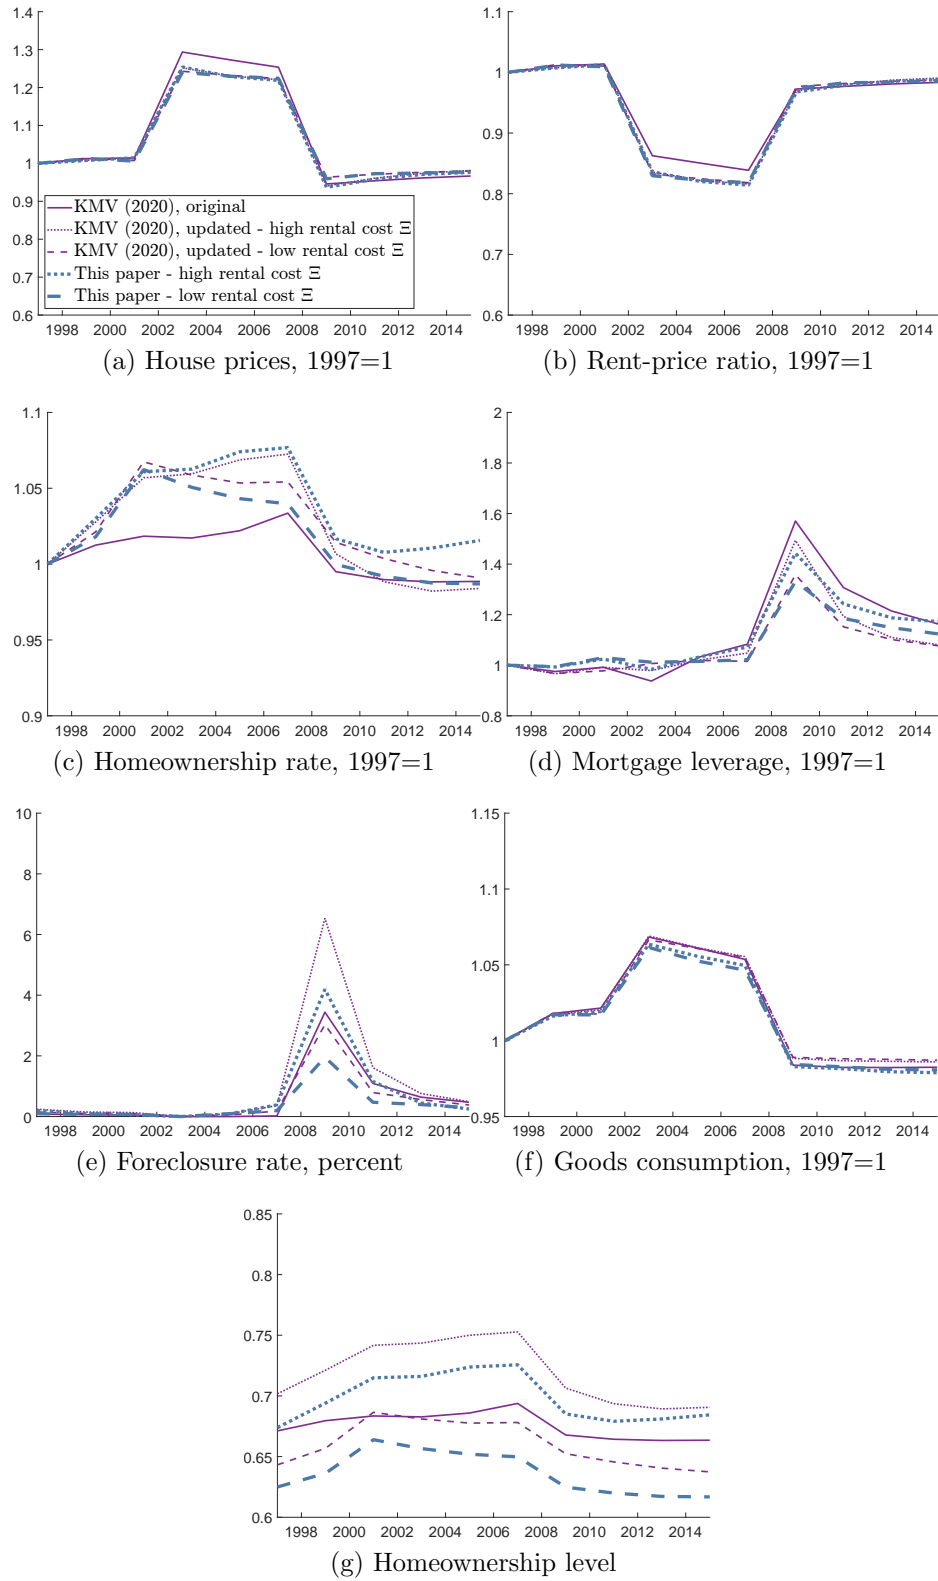 1.4
1.3
1.2
1.1
1
0.9
0.8
0.7
0.6
KMV (2020), original
KMV (2020), updated - high rental cost Ξ
KMV (2020), updated - low rental cost Ξ
This paper - high rental cost Ξ
This paper - low rental cost Ξ
1998 2000 2002 2004 2006 2008 2010 2012 2014
(a) House prices, 1997=1
1.1
1
0.9
0.8
0.7
0.6
1998 2000 2002 2004 2006 2008 2010 2012 2014
(b) Rent-price ratio, 1997=1
1.1
1.05
1
0.95
0.9
1998 2000 2002 2004 2006 2008 2010 2012 2014
(c) Homeownership rate, 1997=1
2
1.8
1.6
1.4
1.2
1
0.8
1998 2000 2002 2004 2006 2008 2010 2012 2014
(d) Mortgage leverage, 1997=1
10
8
6
4
2
0
1998 2000 2002 2004 2006 2008 2010 2012 2014
(e) Foreclosure rate, percent
1.15
1.1
1.05
1
0.95
1998 2000 2002 2004 2006 2008 2010 2012 2014
(f) Goods consumption, 1997=1
0.85
0.8
0.75
0.7
0.65
0.6
1998 2000 2002 2004 2006 2008 2010 2012 2014
(g) Homeownership level